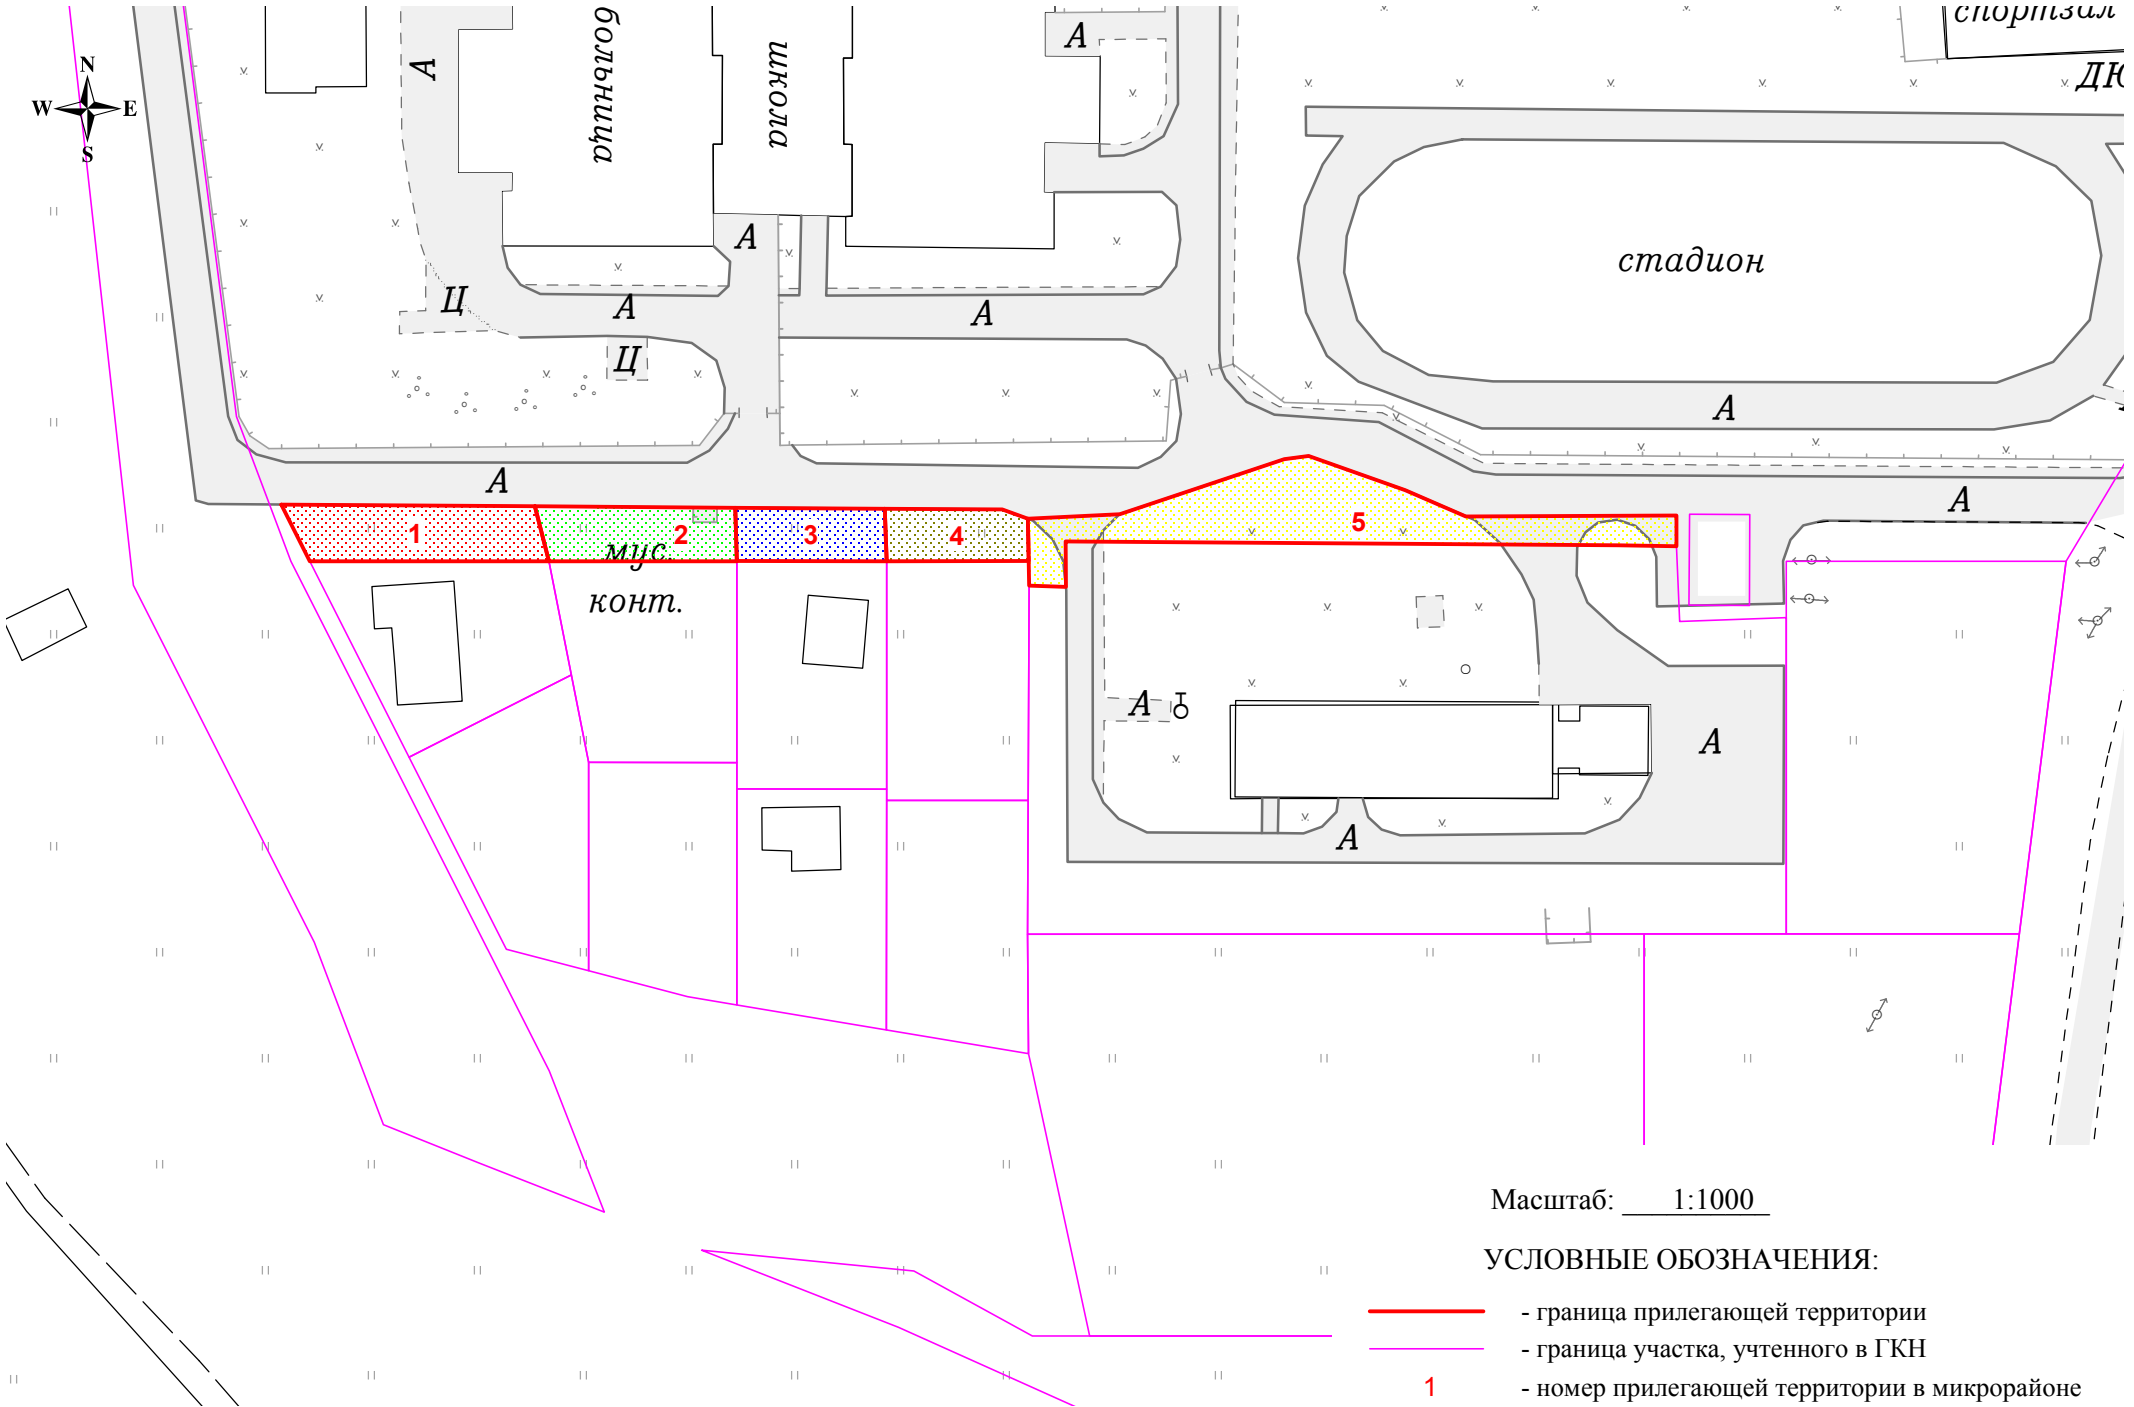 спортзал
А
А
больница
школа
N
W E
S
ДЮ
А
стадион
Ц
А
А
Ц
А
А
А
1
2
3
4
5
мус.
конт.
А
А
А
Масштаб: 1:1000
УСЛОВНЫЕ ОБОЗНАЧЕНИЯ:
- граница прилегающей территории
- граница участка, учтенного в ГКН
1 - номер прилегающей территории в микрорайоне